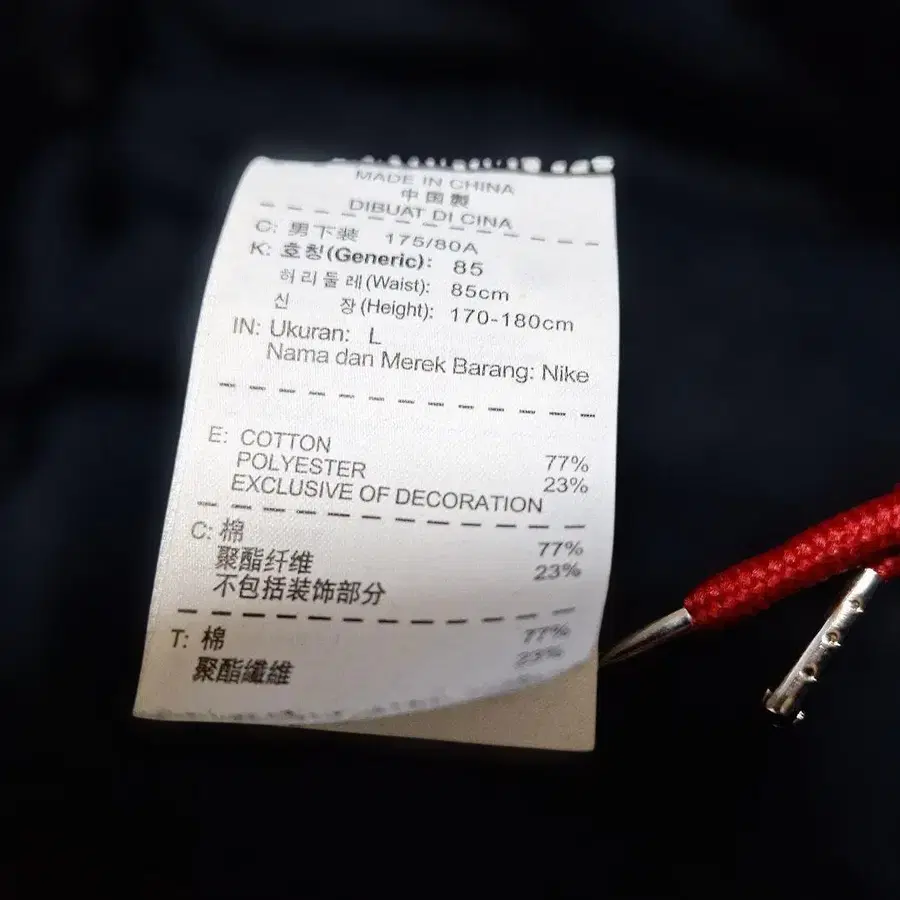 MADE IN CHINA
中国製
DIBUAT DI CINA
C: 男下装 175/80A
K: 호칭(Generic): 85
허리둘레(Waist): 85cm
신 장(Height): 170-180cm
IN: Ukuran: L
Nama dan Merek Barang: Nike
E: COTTON 77%
POLYESTER 23%
EXCLUSIVE OF DECORATION
C: 棉 77%
聚酯纤维 23%
不包括装饰部分
T: 棉 77%
聚酯纖維 23%